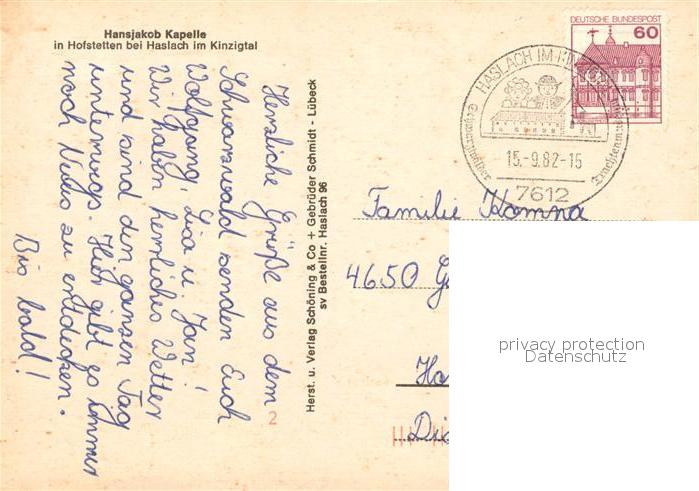 Hansjakob Kapelle
in Hofstetten bei Haslach im Kinzigtal
Herzliche Grüße aus dem
Schwarzwald senden Euch
Wolfgang, Lisa u. Jan!
Wir haben herrliches Wetter
und sind den ganzen Tag
unterwegs. Hier gibt es immer
noch Neues zu entdecken.
Bis bald!
Herst. u. Verlag Schöning & Co + Gebrüder Schmidt - Lübeck
sv Bestellnr. Haslach 96
2
DEUTSCHE BUNDESPOST
60
HASLACH IM KINZIGTAL
15.-9.82-15
7612
Trachtenmuseum
Familie
4650
privacy protection
Datenschutz